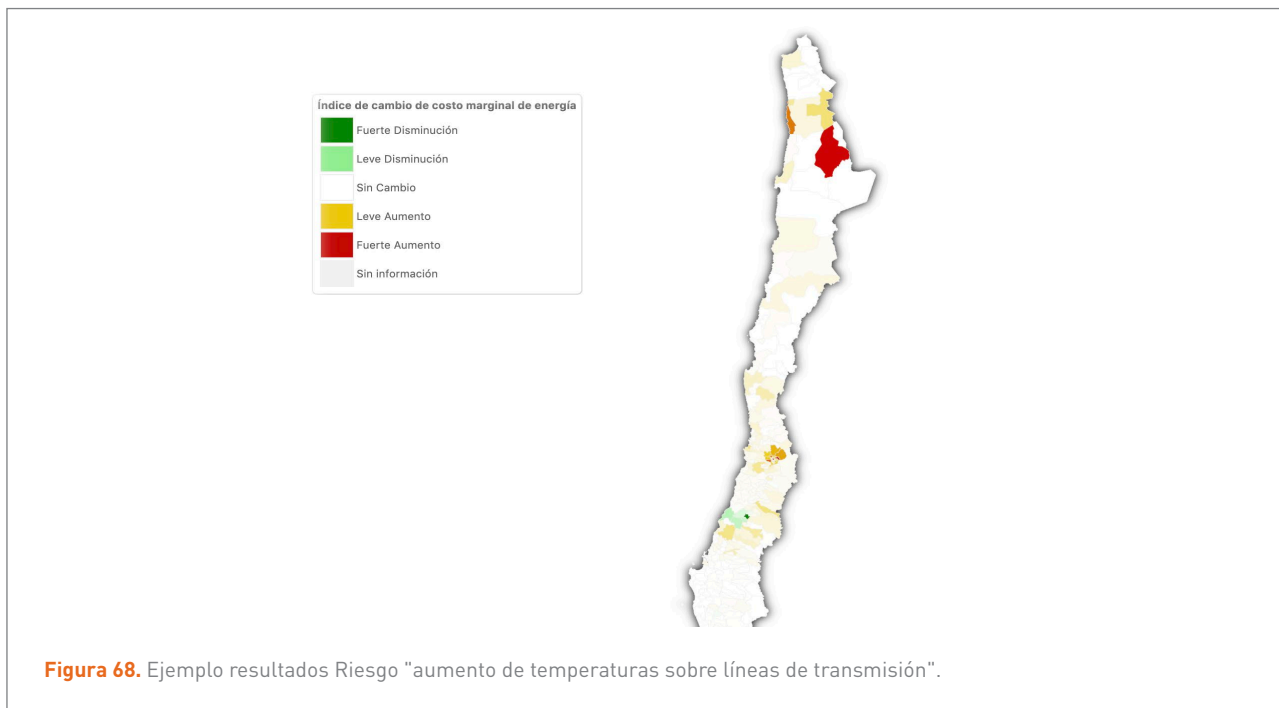 Índice de cambio de costo marginal de energía
Fuerte Disminución
Leve Disminución
Sin Cambio
Leve Aumento
Fuerte Aumento
Sin información
Figura 68. Ejemplo resultados Riesgo "aumento de temperaturas sobre líneas de transmisión".